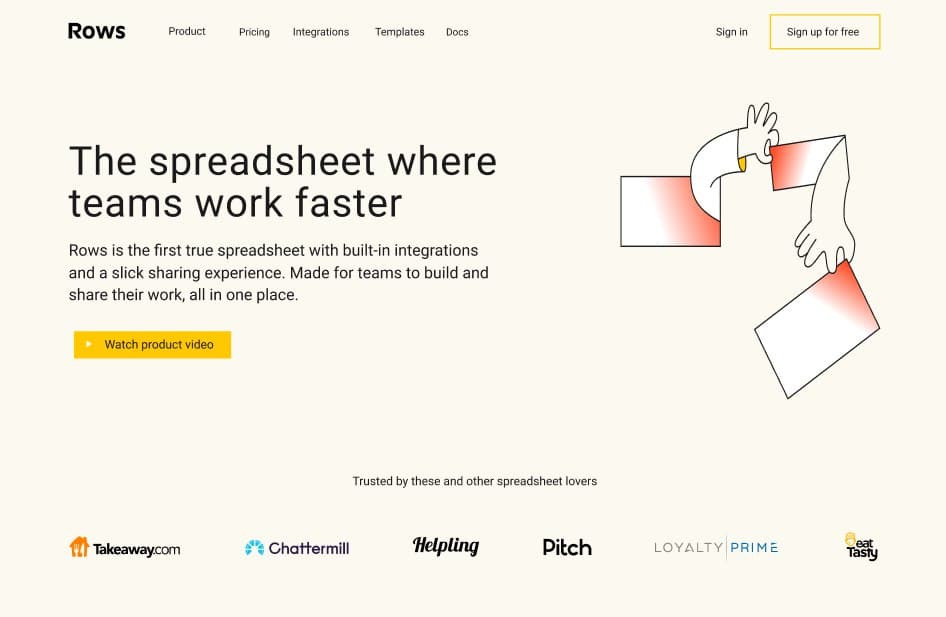 Rows Product Pricing Integrations Templates Docs Sign in Sign up for free
The spreadsheet where
teams work faster
Rows is the first true spreadsheet with built-in integrations
and a slick sharing experience. Made for teams to build and
share their work, all in one place.
Watch product video
Trusted by these and other spreadsheet lovers
Takeaway.com Chattermill Helpling Pitch LOYALTY PRIME eat
Tasty